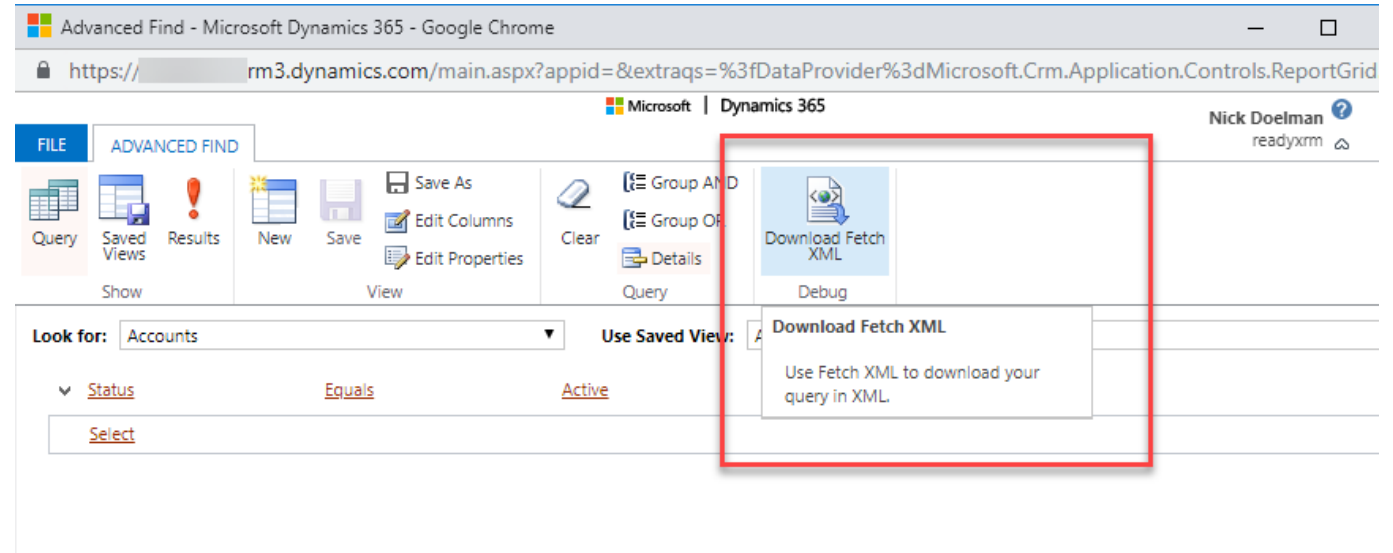 Advanced Find - Microsoft Dynamics 365 - Google Chrome
https:// rm3.dynamics.com/main.aspx?appid=&extraqs=%3fDataProvider%3dMicrosoft.Crm.Application.Controls.ReportGrid
Microsoft | Dynamics 365
Nick Doelman
readyxrm
FILE ADVANCED FIND
Query
Saved Views
Results
New
Save
Save As
Edit Columns
Edit Properties
Clear
Group AND
Group OR
Details
Download Fetch
XML
Show View Query Debug
Look for: Accounts Use Saved View:
Download Fetch XML
Use Fetch XML to download your
query in XML.
Status Equals Active
Select